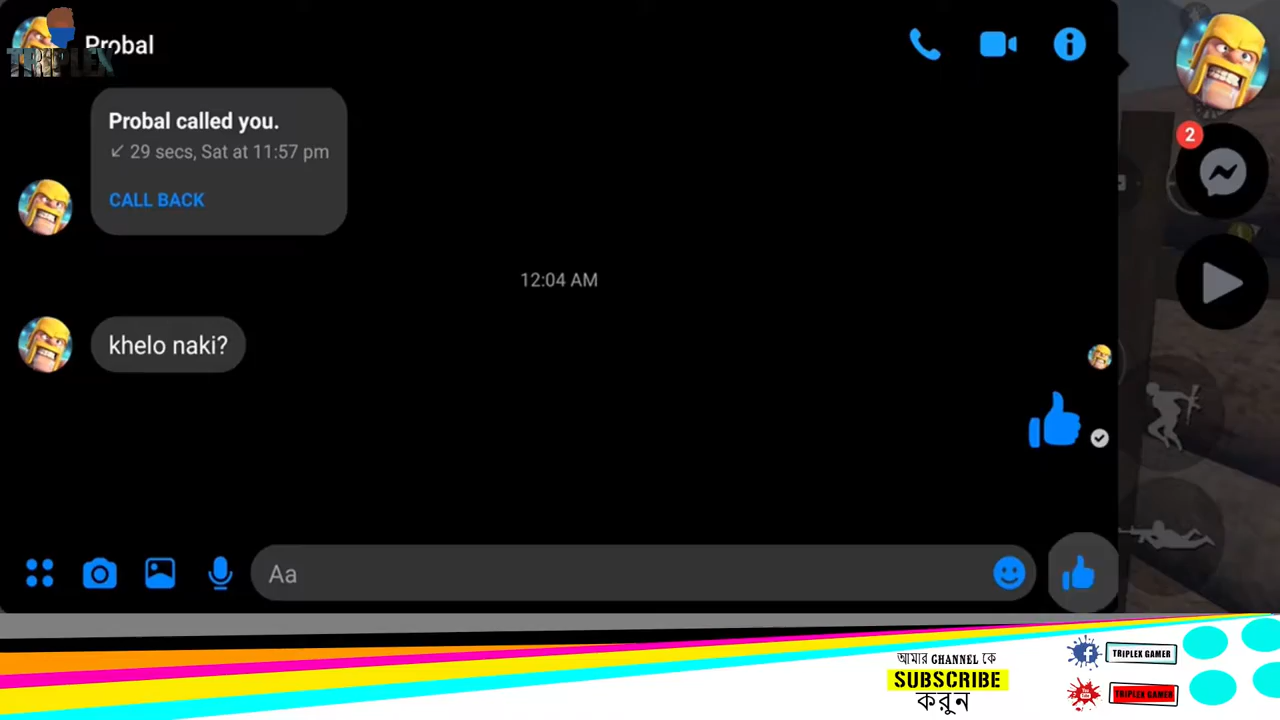 TRIPLEX
Probal
Probal called you.
29 secs, Sat at 11:57 pm
CALL BACK
2
12:04 AM
khelo naki?
Aa
আমার CHANNEL কে
SUBSCRIBE
করুন
TRIPLEX GAMER
TRIPLEX GAMER